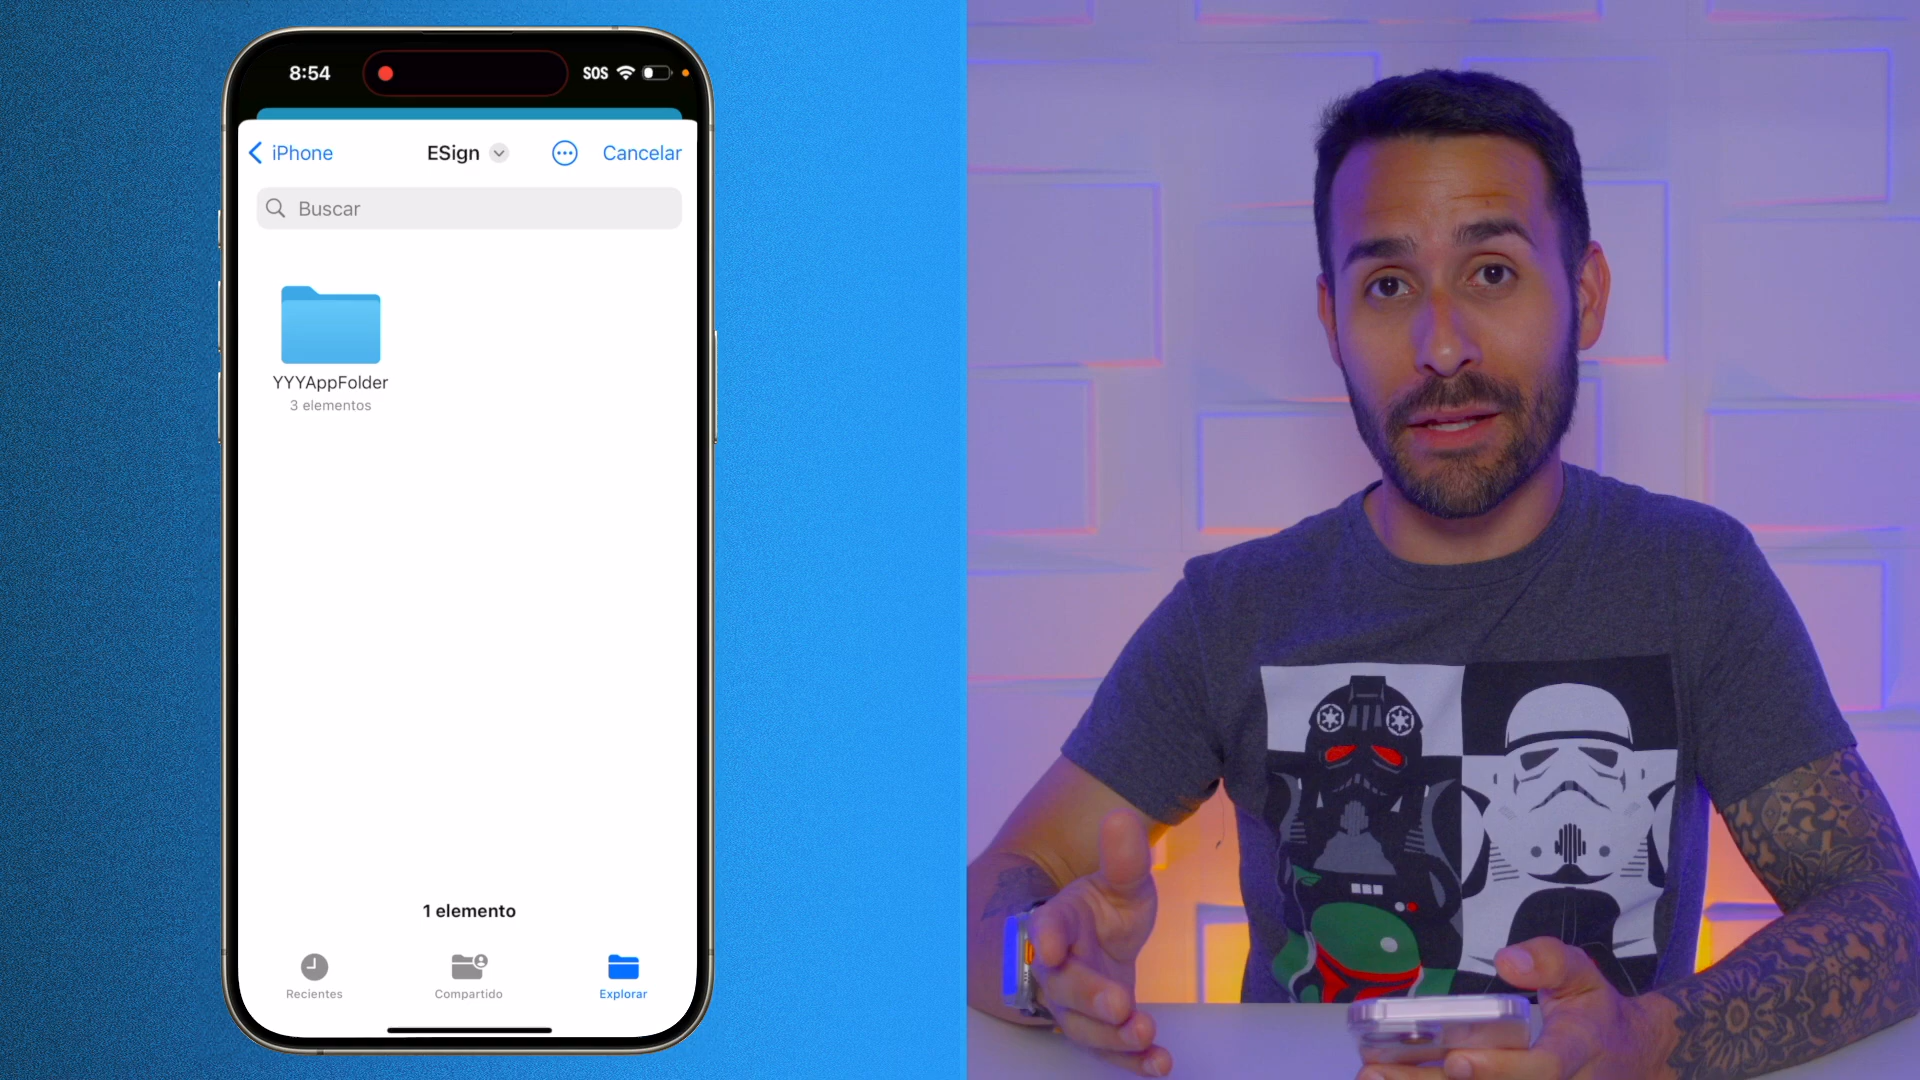 8:54
SOS
iPhone
ESign
Cancelar
Buscar
YYYAppFolder
3 elementos
1 elemento
Recientes
Compartido
Explorar